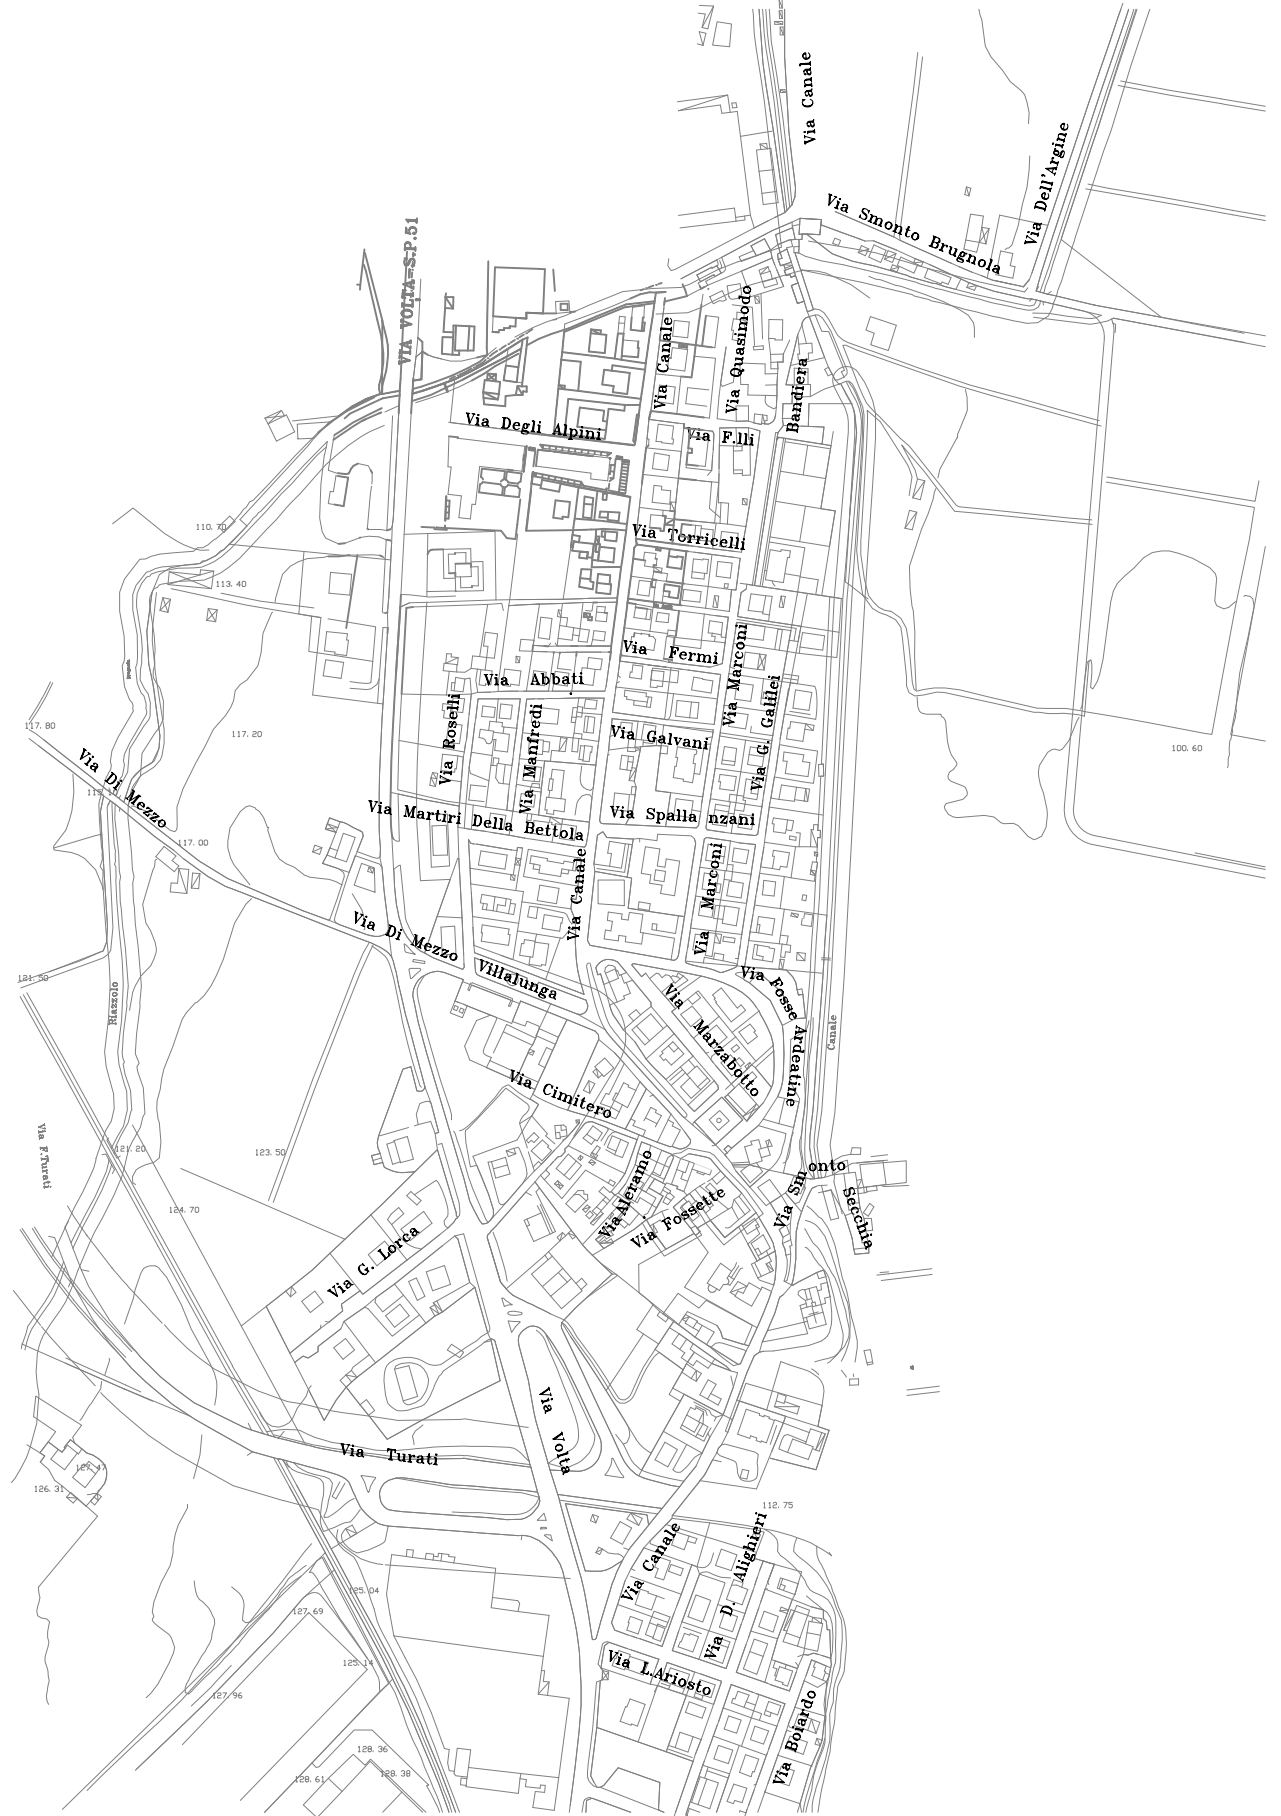 Via Canale
Via Dell'Argine
Via Smonto Brugnola
VIA VOLTA=S.P.51
Via Quasimodo
Via Canale
Bandiera
Via Degli Alpini
Via F.lli
110. 70
Via Torricelli
113. 40
Via Fermi
Via Marconi
Via Abbati
Via G. Galilei
Via Roselli
Via Manfredi
117. 80
117. 20
Via Galvani
100. 60
Via Di Mezzo
Via Martiri Della Bettola
Via Spalla nzani
117. 00
Via Canale
Via Marconi
Via Di Mezzo
Villalunga
Via Fosse Ardeatine
121. 50
Riazzolo
Via Marzabotto
Canale
Via Cimitero
Via F.Turati
121. 20
123. 50
Via Aleramo
Via Smonto
Secchia
124. 70
Via Fossette
Via G. Lorca
Via Volta
Via Turati
127. 47
126. 31
112. 75
Via Canale
Via D. Alighieri
125. 04
127. 69
125. 14
Via L.Ariosto
127. 96
Via Boiardo
128. 36
128. 61
128. 38